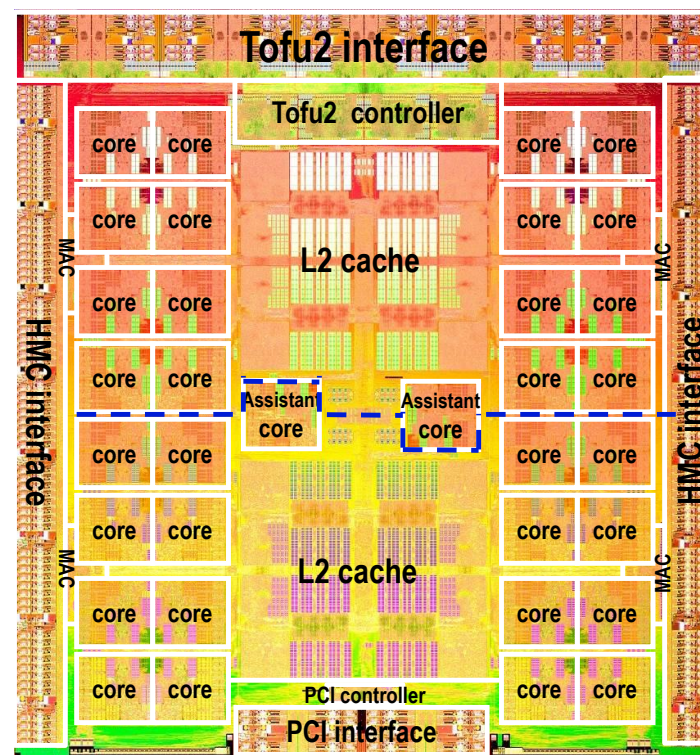 Tofu2 interface
Tofu2 controller
core core core core
core core core core
MAC L2 cache MAC
core core core core
HMC interface HMC interface
core core core core
Assistant core Assistant core
core core core core
core core core core
MAC L2 cache MAC
core core core core
core core core core
PCI controller
PCI interface